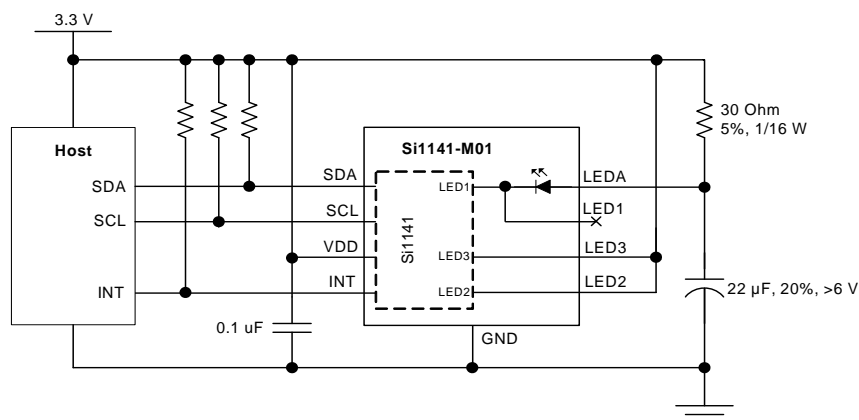 3.3 V
30 Ohm
5%, 1/16 W
Host
Si1141-M01
SDA
SDA
LED1
LEDA
SCL
SCL
LED1
Si1141
VDD
LED3
LED3
INT
INT
LED2
LED2
22 µF, 20%, >6 V
0.1 uF
GND